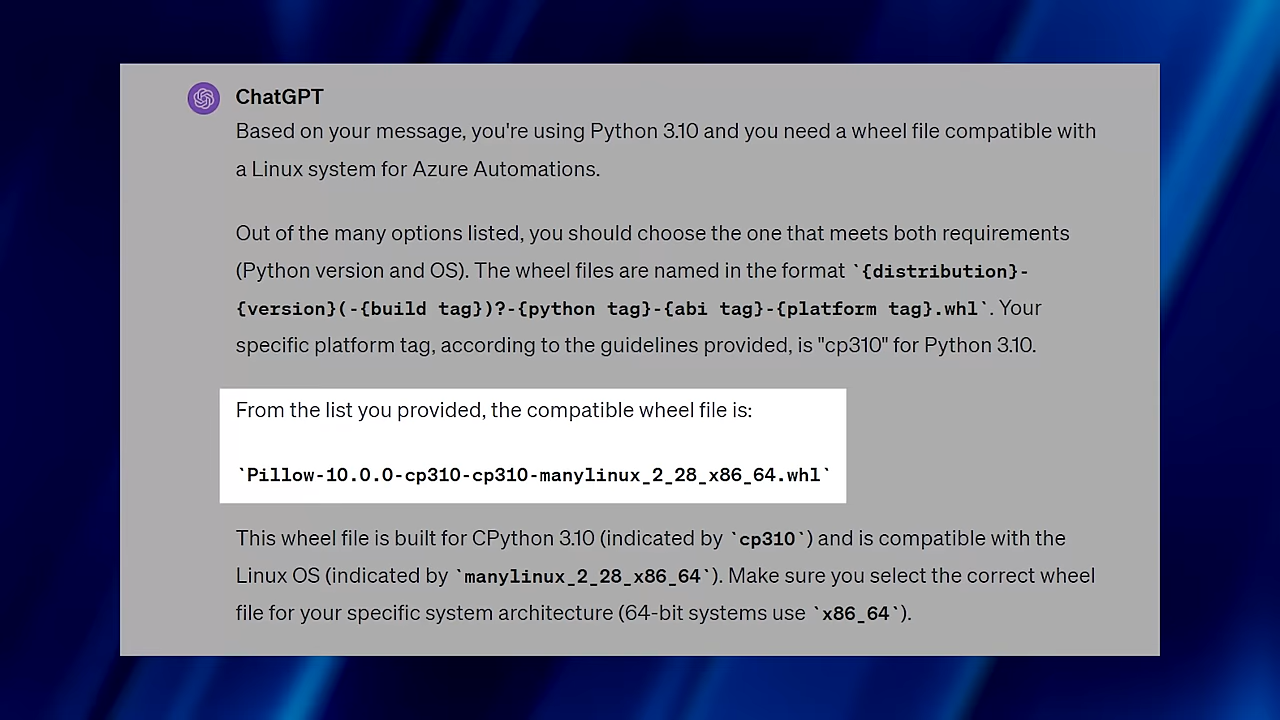 ChatGPT
Based on your message, you're using Python 3.10 and you need a wheel file compatible with
a Linux system for Azure Automations.
Out of the many options listed, you should choose the one that meets both requirements
(Python version and OS). The wheel files are named in the format `{distribution}-
{version}(-{build tag})?-{python tag}-{abi tag}-{platform tag}.whl`. Your
specific platform tag, according to the guidelines provided, is "cp310" for Python 3.10.
From the list you provided, the compatible wheel file is:
`Pillow-10.0.0-cp310-cp310-manylinux_2_28_x86_64.whl`
This wheel file is built for CPython 3.10 (indicated by `cp310`) and is compatible with the
Linux OS (indicated by `manylinux_2_28_x86_64`). Make sure you select the correct wheel
file for your specific system architecture (64-bit systems use `x86_64`).